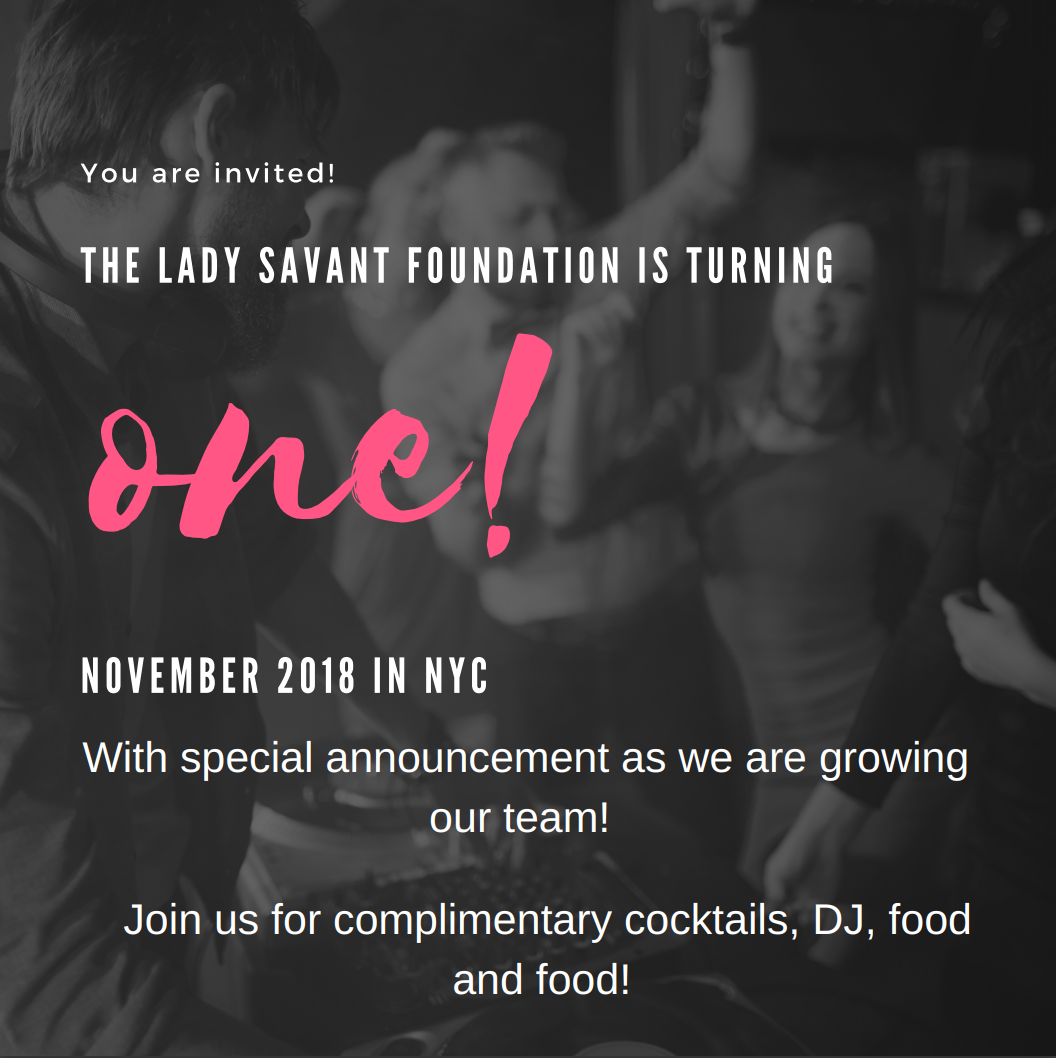 You are invited!
THE LADY SAVANT FOUNDATION IS TURNING
one!
NOVEMBER 2018 IN NYC
With special announcement as we are growing
our team!
Join us for complimentary cocktails, DJ, food
and food!